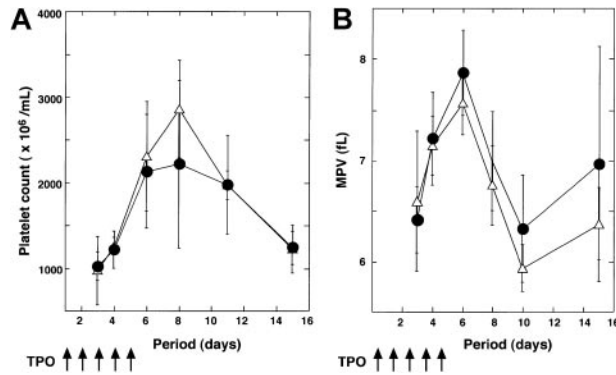 A
Platelet count ( x 10⁶ /mL)
4000
3000
2000
1000
0 2 4 6 8 10 12 14 16
Period (days)
TPO
B
MPV (fL)
8
7
6
2 4 6 8 10 12 14 16
Period (days)
TPO